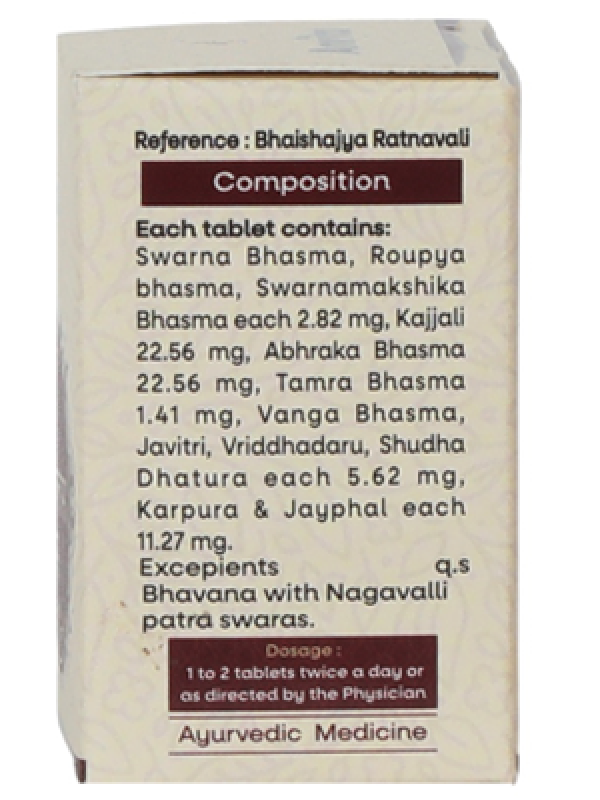 Reference : Bhaishajya Ratnavali
Composition
Each tablet contains:
Swarna Bhasma, Roupya
bhasma, Swarnamakshika
Bhasma each 2.82 mg, Kajjali
22.56 mg, Abhraka Bhasma
22.56 mg, Tamra Bhasma
1.41 mg, Vanga Bhasma,
Javitri, Vriddhadaru, Shudha
Dhatura each 5.62 mg,
Karpura & Jayphal each
11.27 mg.
Excepients q.s
Bhavana with Nagavalli
patra swaras.
Dosage :
1 to 2 tablets twice a day or
as directed by the Physician
Ayurvedic Medicine